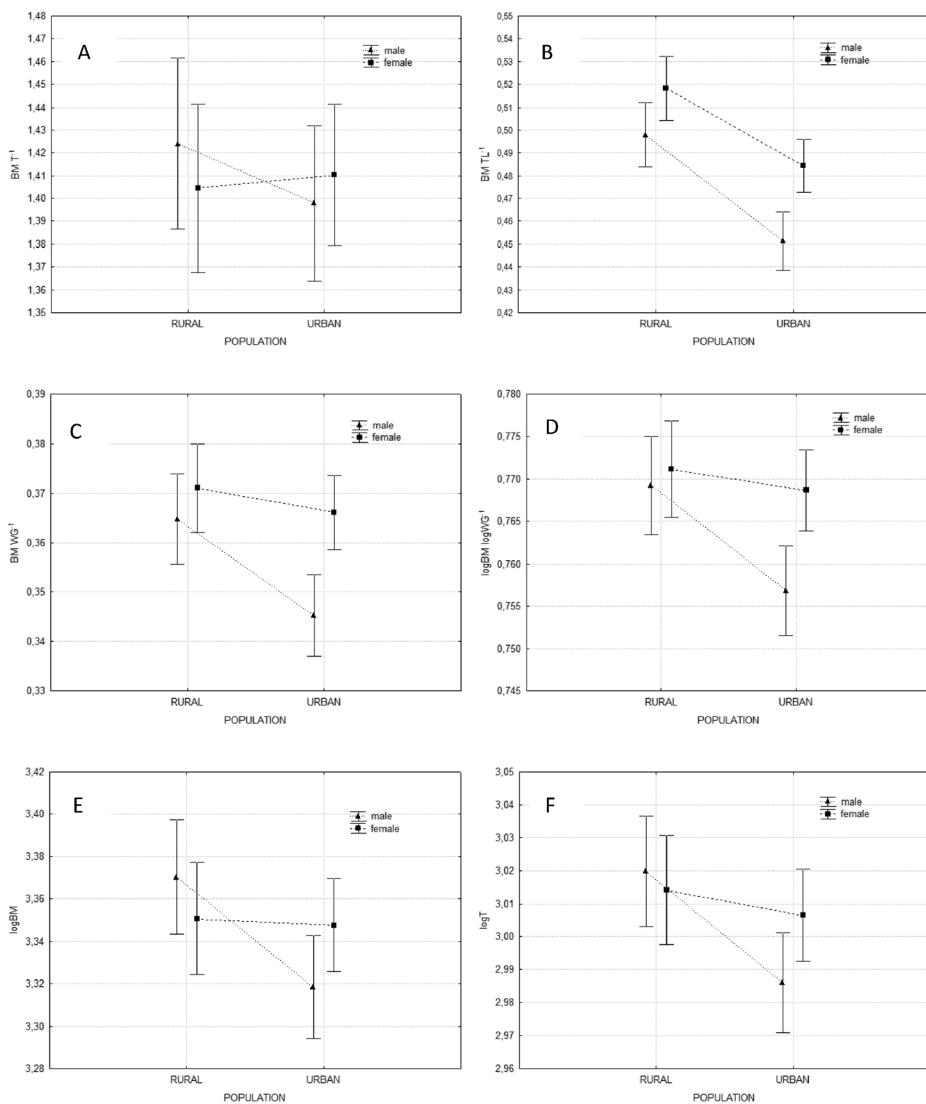 A
male
female
1,48
1,47
1,46
1,45
1,44
1,43
1,42
1,41
1,40
1,39
1,38
1,37
1,36
1,35
BM T-1
RURAL
URBAN
POPULATION
B
male
female
0,55
0,54
0,53
0,52
0,51
0,50
0,49
0,48
0,47
0,46
0,45
0,44
0,43
0,42
BM TL-1
RURAL
URBAN
POPULATION
C
male
female
0,39
0,38
0,37
0,36
0,35
0,34
0,33
BM WG-1
RURAL
URBAN
POPULATION
D
male
female
0,780
0,775
0,770
0,765
0,760
0,755
0,750
0,745
logBM logWG-1
RURAL
URBAN
POPULATION
E
male
female
3,42
3,40
3,38
3,36
3,34
3,32
3,30
3,28
logBM
RURAL
URBAN
POPULATION
F
male
female
3,05
3,04
3,03
3,02
3,01
3,00
2,99
2,98
2,97
2,96
logT
RURAL
URBAN
POPULATION